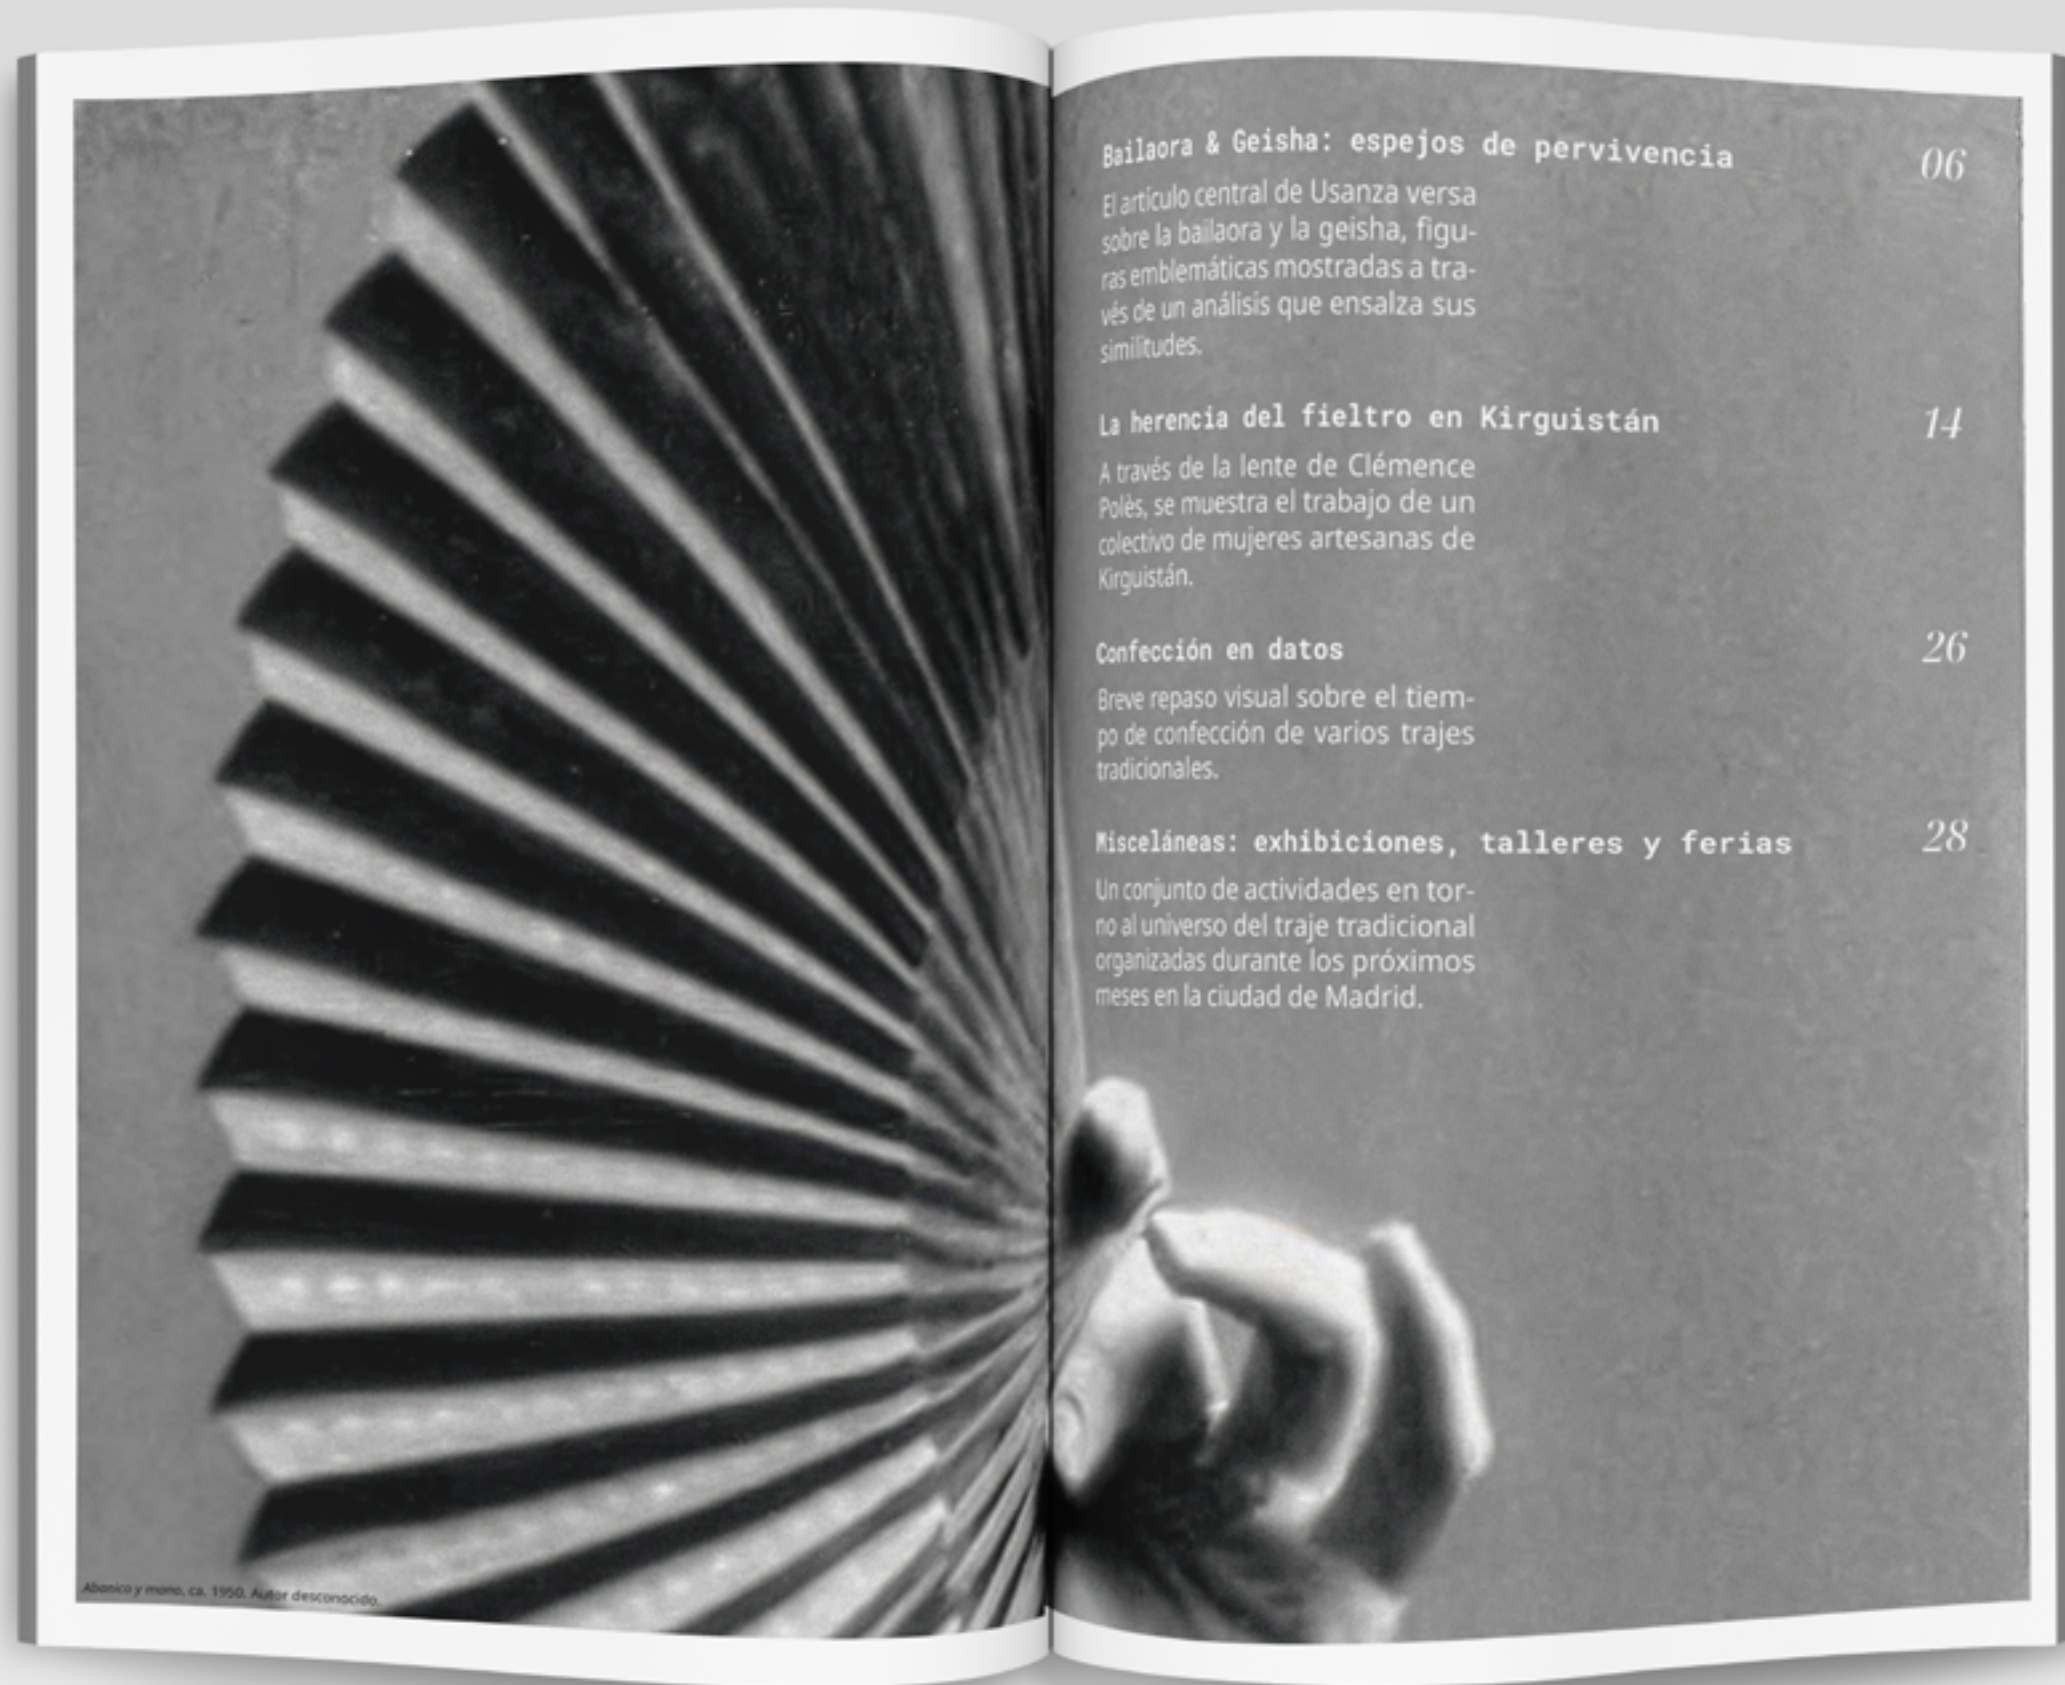 Bailaora & Geisha: espejos de pervivencia 06
El artículo central de Usanza versa
sobre la bailaora y la geisha, figu-
ras emblemáticas mostradas a tra-
vés de un análisis que ensalza sus
similitudes.
La herencia del fieltro en Kirguistán 14
A través de la lente de Clémence
Polès, se muestra el trabajo de un
colectivo de mujeres artesanas de
Kirguistán.
Confección en datos 26
Breve repaso visual sobre el tiem-
po de confección de varios trajes
tradicionales.
Misceláneas: exhibiciones, talleres y ferias 28
Un conjunto de actividades en tor-
no al universo del traje tradicional
organizadas durante los próximos
meses en la ciudad de Madrid.
Abanico y mano, ca. 1950. Autor desconocido.